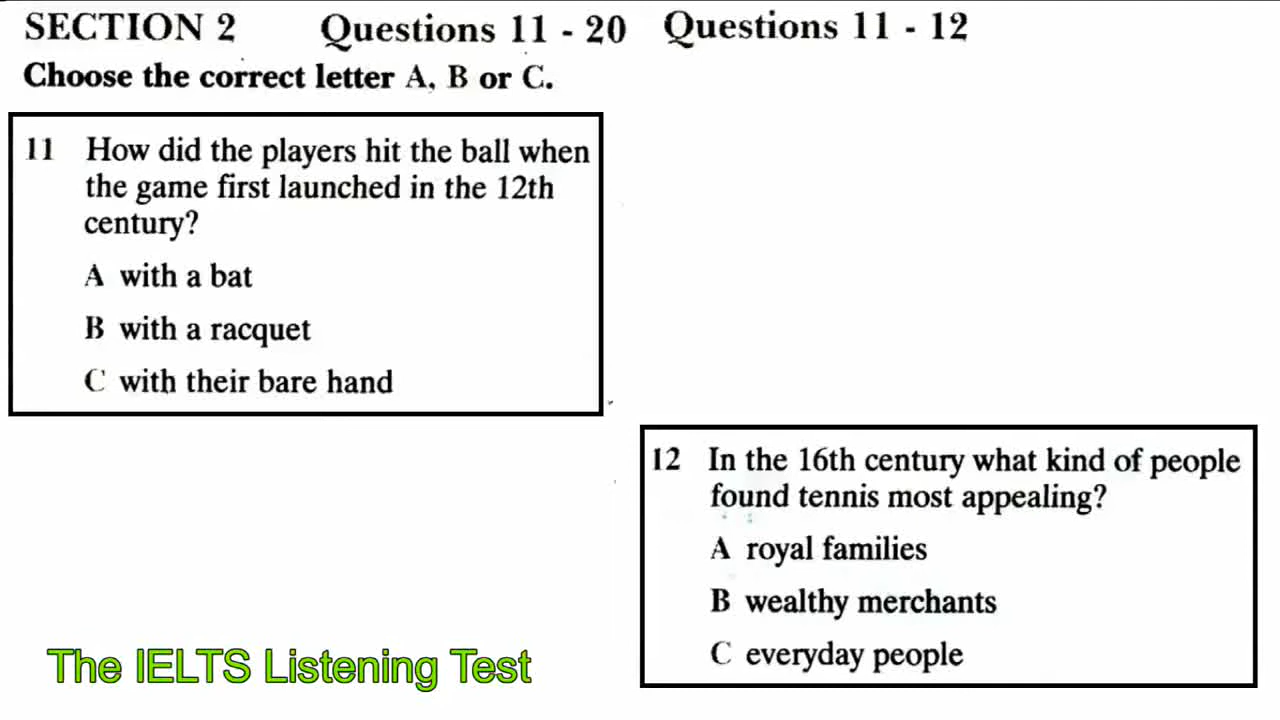 SECTION 2 Questions 11 - 20 Questions 11 - 12
Choose the correct letter A, B or C.
11 How did the players hit the ball when
the game first launched in the 12th
century?
A with a bat
B with a racquet
C with their bare hand
12 In the 16th century what kind of people
found tennis most appealing?
A royal families
B wealthy merchants
C everyday people
The IELTS Listening Test